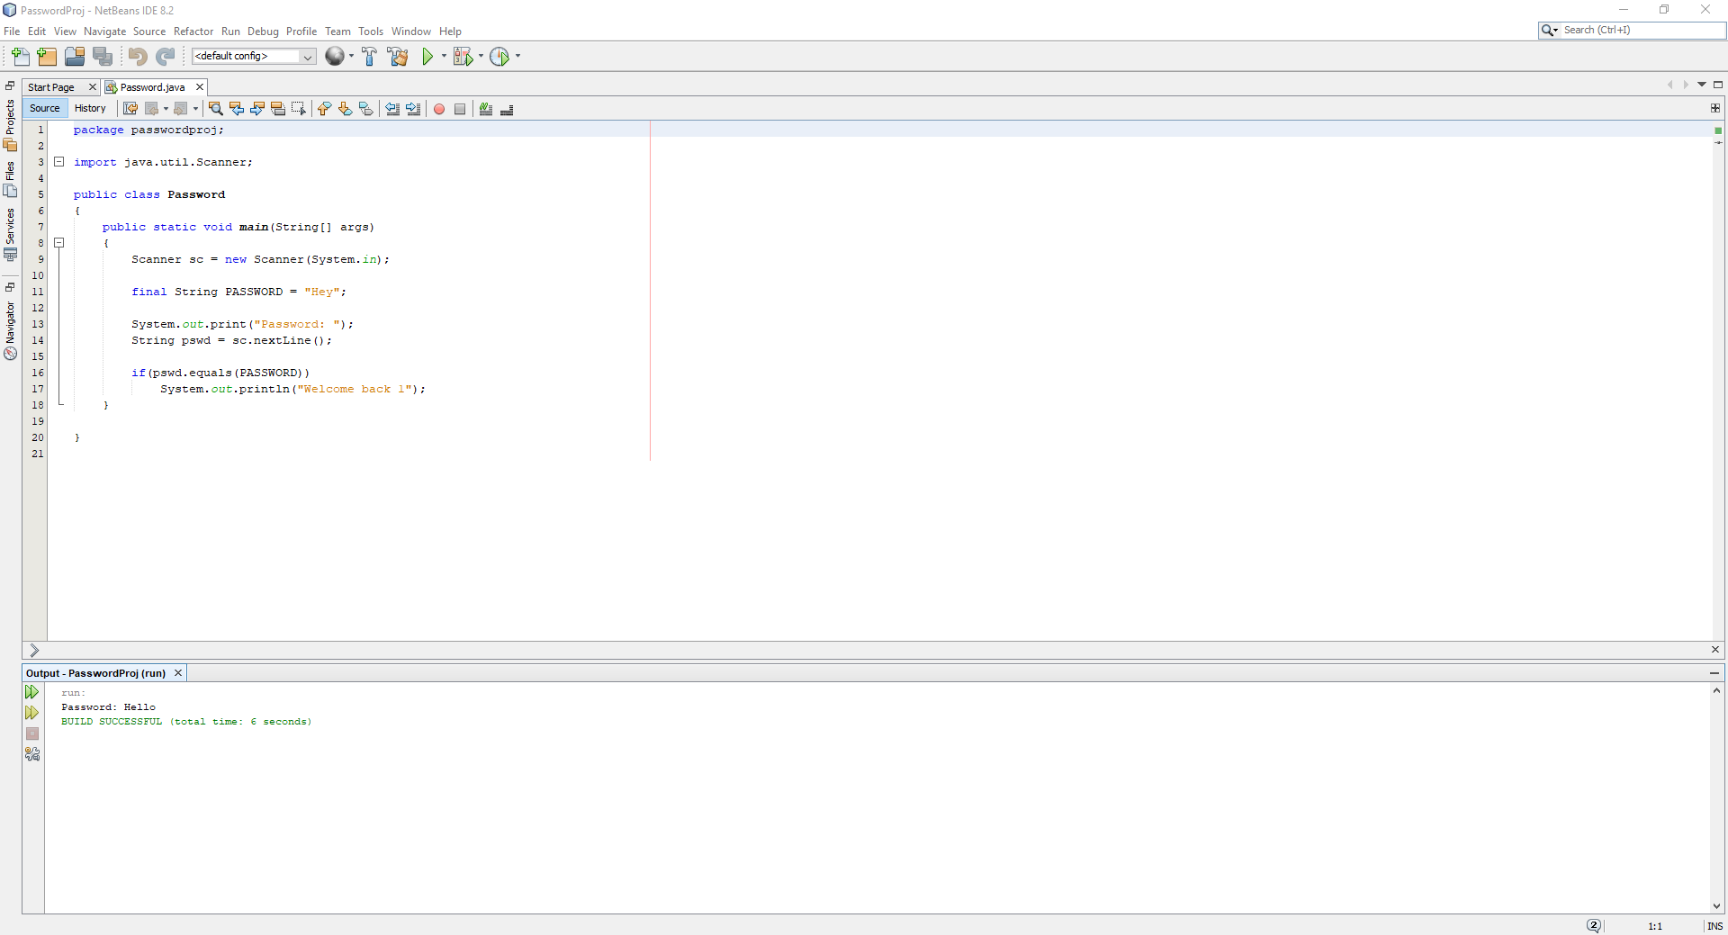 PasswordProj - NetBeans IDE 8.2
File Edit View Navigate Source Refactor Run Debug Profile Team Tools Window Help
Search (Ctrl+I)
<default config>
Start Page
Password.java
Source History
Projects
Files
Services
Navigator
1 package passwordproj;
2
3 import java.util.Scanner;
4
5 public class Password
6 {
7 public static void main(String[] args)
8 {
9 Scanner sc = new Scanner(System.in);
10
11 final String PASSWORD = "Hey";
12
13 System.out.print("Password: ");
14 String pswd = sc.nextLine();
15
16 if(pswd.equals(PASSWORD))
17 System.out.println("Welcome back 1");
18 }
19
20 }
21
Output - PasswordProj (run)
run:
Password: Hello
BUILD SUCCESSFUL (total time: 6 seconds)
2 1:1 INS